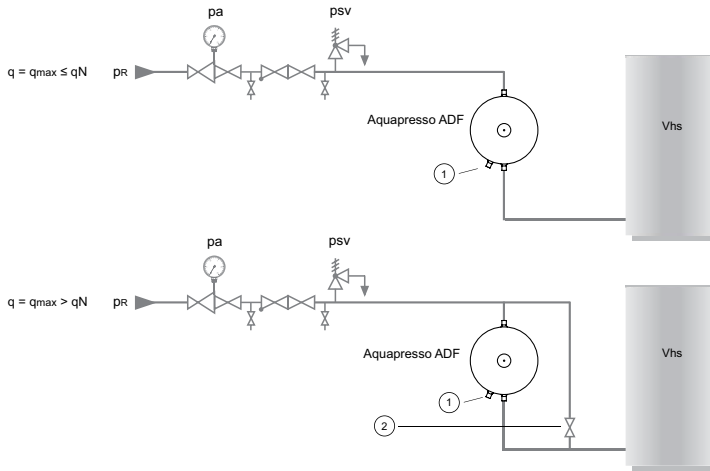 pa
psv
q = qmax ≤ qN
pR
Aquapresso ADF
Vhs
1
pa
psv
q = qmax > qN
pR
Aquapresso ADF
Vhs
1
2